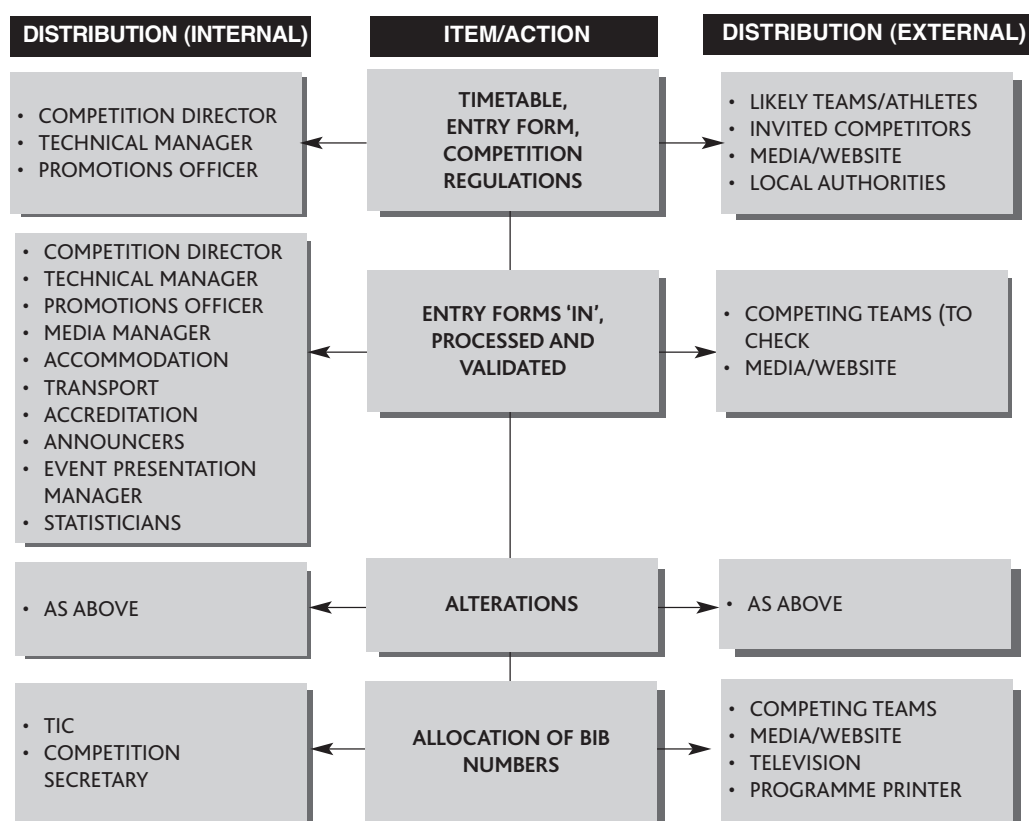 DISTRIBUTION (INTERNAL)
ITEM/ACTION
DISTRIBUTION (EXTERNAL)
• COMPETITION DIRECTOR
• TECHNICAL MANAGER
• PROMOTIONS OFFICER
TIMETABLE,
ENTRY FORM,
COMPETITION
REGULATIONS
• LIKELY TEAMS/ATHLETES
• INVITED COMPETITORS
• MEDIA/WEBSITE
• LOCAL AUTHORITIES
• COMPETITION DIRECTOR
• TECHNICAL MANAGER
• PROMOTIONS OFFICER
• MEDIA MANAGER
• ACCOMMODATION
• TRANSPORT
• ACCREDITATION
• ANNOUNCERS
• EVENT PRESENTATION
MANAGER
• STATISTICIANS
ENTRY FORMS ‘IN’,
PROCESSED AND
VALIDATED
• COMPETING TEAMS (TO
CHECK
• MEDIA/WEBSITE
• AS ABOVE
ALTERATIONS
• AS ABOVE
• TIC
• COMPETITION
SECRETARY
ALLOCATION OF BIB
NUMBERS
• COMPETING TEAMS
• MEDIA/WEBSITE
• TELEVISION
• PROGRAMME PRINTER